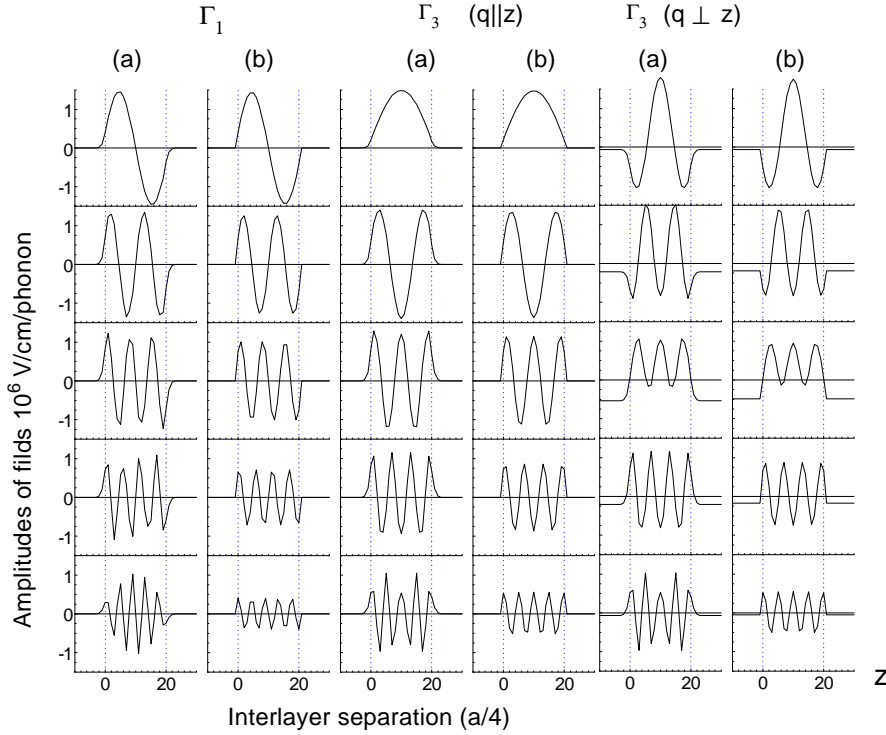 Γ1 Γ3 (q||z) Γ3 (q ⊥ z)
(a) (b) (a) (b) (a) (b)
1
0
-1
1
0
-1
1
0
-1
1
0
-1
1
0
-1
Amplitudes of filds 10^6 V/cm/phonon
0 20 0 20 0 20 0 20 0 20 0 20
z
Interlayer separation (a/4)